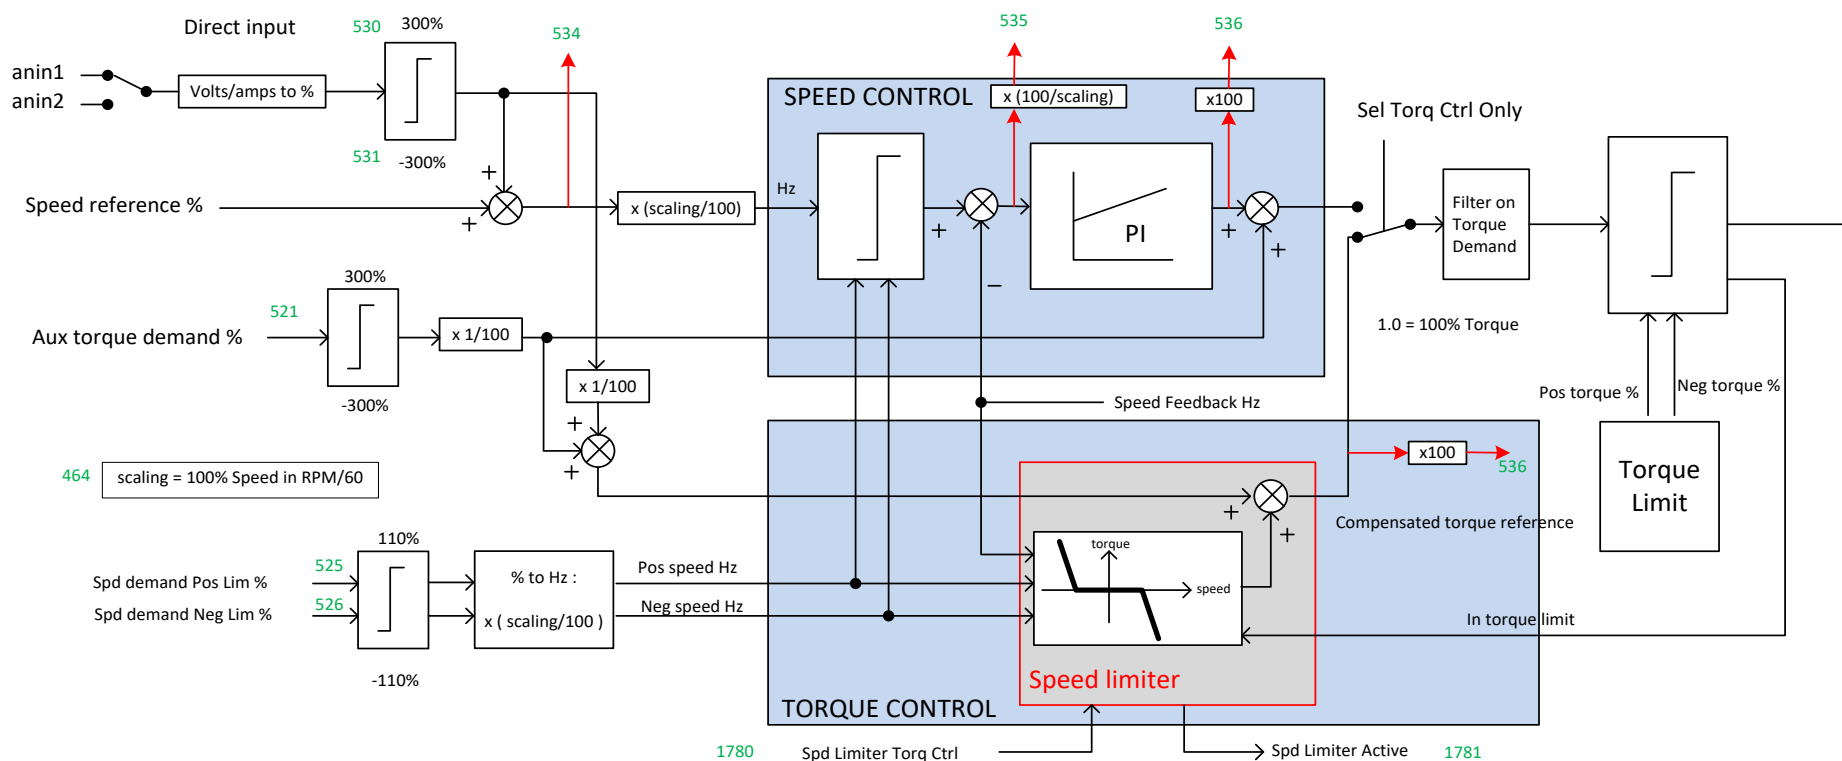 Direct input
530
300%
534
535
536
anin1
anin2
Volts/amps to %
SPEED CONTROL
x (100/scaling)
x100
Sel Torq Ctrl Only
531
-300%
+
Speed reference %
+
x (scaling/100)
Hz
+
PI
+
+
−
Filter on
Torque
Demand
300%
521
Aux torque demand %
x 1/100
-300%
x 1/100
1.0 = 100% Torque
Speed Feedback Hz
Pos torque %
Neg torque %
+
+
464
scaling = 100% Speed in RPM/60
x100
536
Torque
Limit
+
+
Compensated torque reference
110%
525
Spd demand Pos Lim %
526
Spd demand Neg Lim %
% to Hz :
x ( scaling/100 )
Pos speed Hz
Neg speed Hz
torque
speed
In torque limit
-110%
Speed limiter
TORQUE CONTROL
1780
Spd Limiter Torq Ctrl
Spd Limiter Active
1781